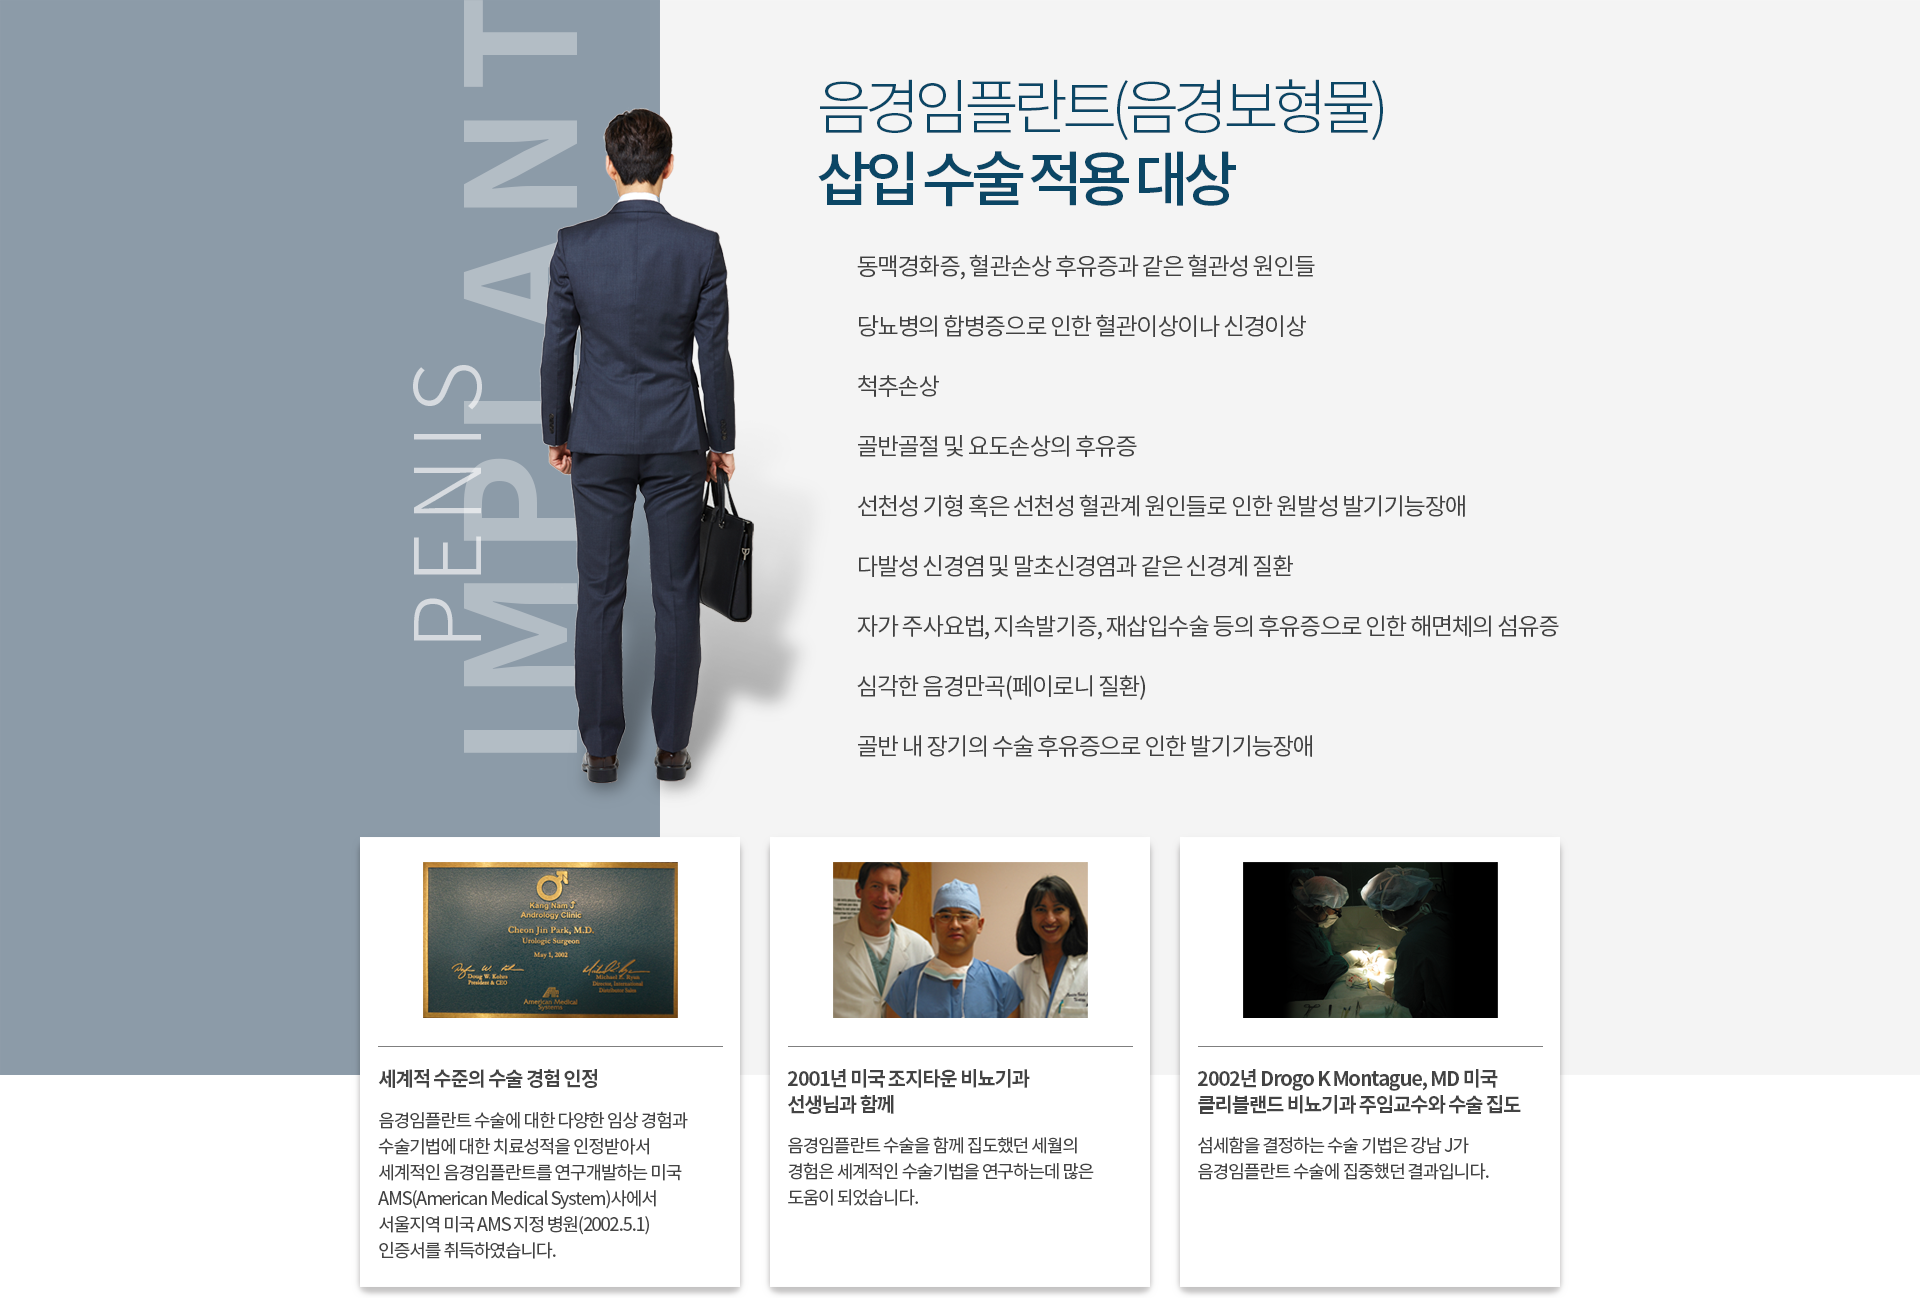 PENIS
IMPLANT
음경임플란트(음경보형물)
삽입 수술 적용 대상
동맥경화증, 혈관손상 후유증과 같은 혈관성 원인들
당뇨병의 합병증으로 인한 혈관이상이나 신경이상
척추손상
골반골절 및 요도손상의 후유증
선천성 기형 혹은 선천성 혈관계 원인들로 인한 원발성 발기기능장애
다발성 신경염 및 말초신경염과 같은 신경계 질환
자가 주사요법, 지속발기증, 재삽입수술 등의 후유증으로 인한 해면체의 섬유증
심각한 음경만곡(페이로니 질환)
골반 내 장기의 수술 후유증으로 인한 발기기능장애
Kang Nam J
Andrology Clinic
Cheon Jin Park, M.D.
Urologic Surgeon
May 1, 2002
Doug W. Kohrs
President & CEO
Michael R. Ryan
Director, International
Distributor Sales
American Medical
Systems
세계적 수준의 수술 경험 인정
음경임플란트 수술에 대한 다양한 임상 경험과
수술기법에 대한 치료성적을 인정받아서
세계적인 음경임플란트를 연구개발하는 미국
AMS(American Medical System)사에서
서울지역 미국 AMS 지정 병원(2002.5.1)
인증서를 취득하였습니다.
2001년 미국 조지타운 비뇨기과
선생님과 함께
음경임플란트 수술을 함께 집도했던 세월의
경험은 세계적인 수술기법을 연구하는데 많은
도움이 되었습니다.
2002년 Drogo K Montague, MD 미국
클리블랜드 비뇨기과 주임교수와 수술 집도
섬세함을 결정하는 수술 기법은 강남 J가
음경임플란트 수술에 집중했던 결과입니다.